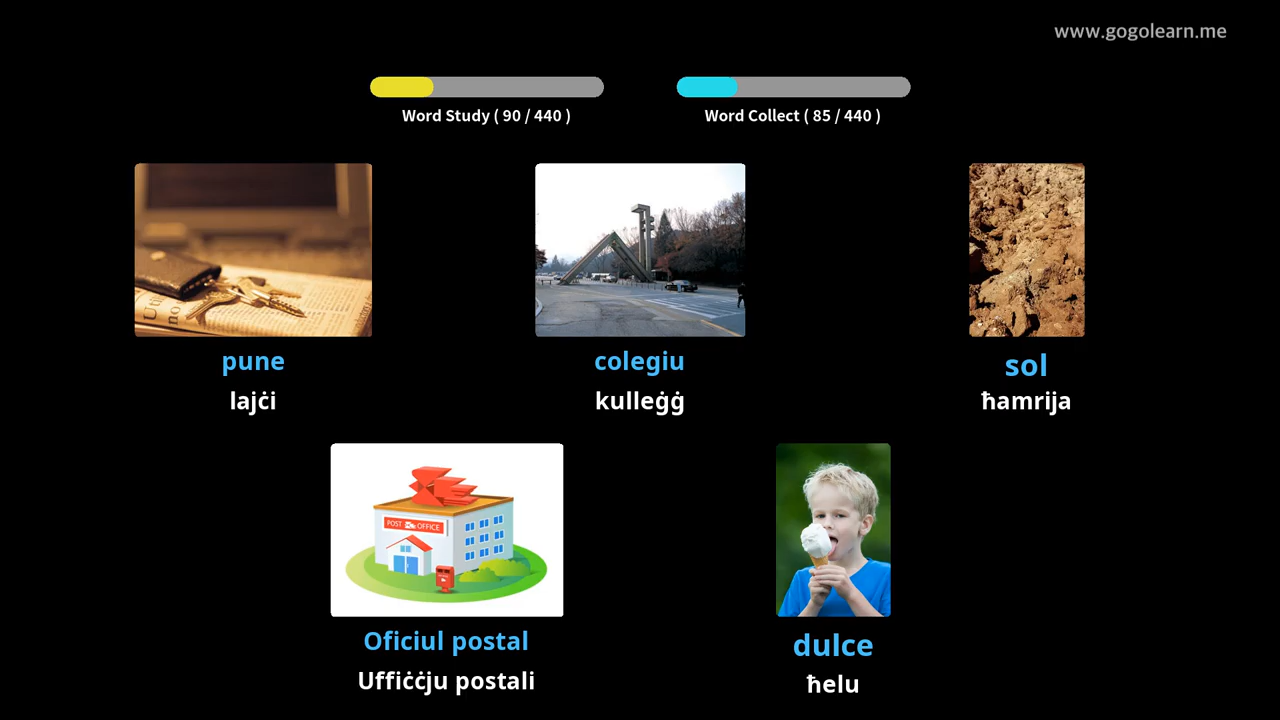 www.gogolearn.me
Word Study ( 90 / 440 )
Word Collect ( 85 / 440 )
pune
lajċi
colegiu
kulleġġ
sol
ħamrija
POST OFFICE
Oficiul postal
Uffiċċju postali
dulce
ħelu